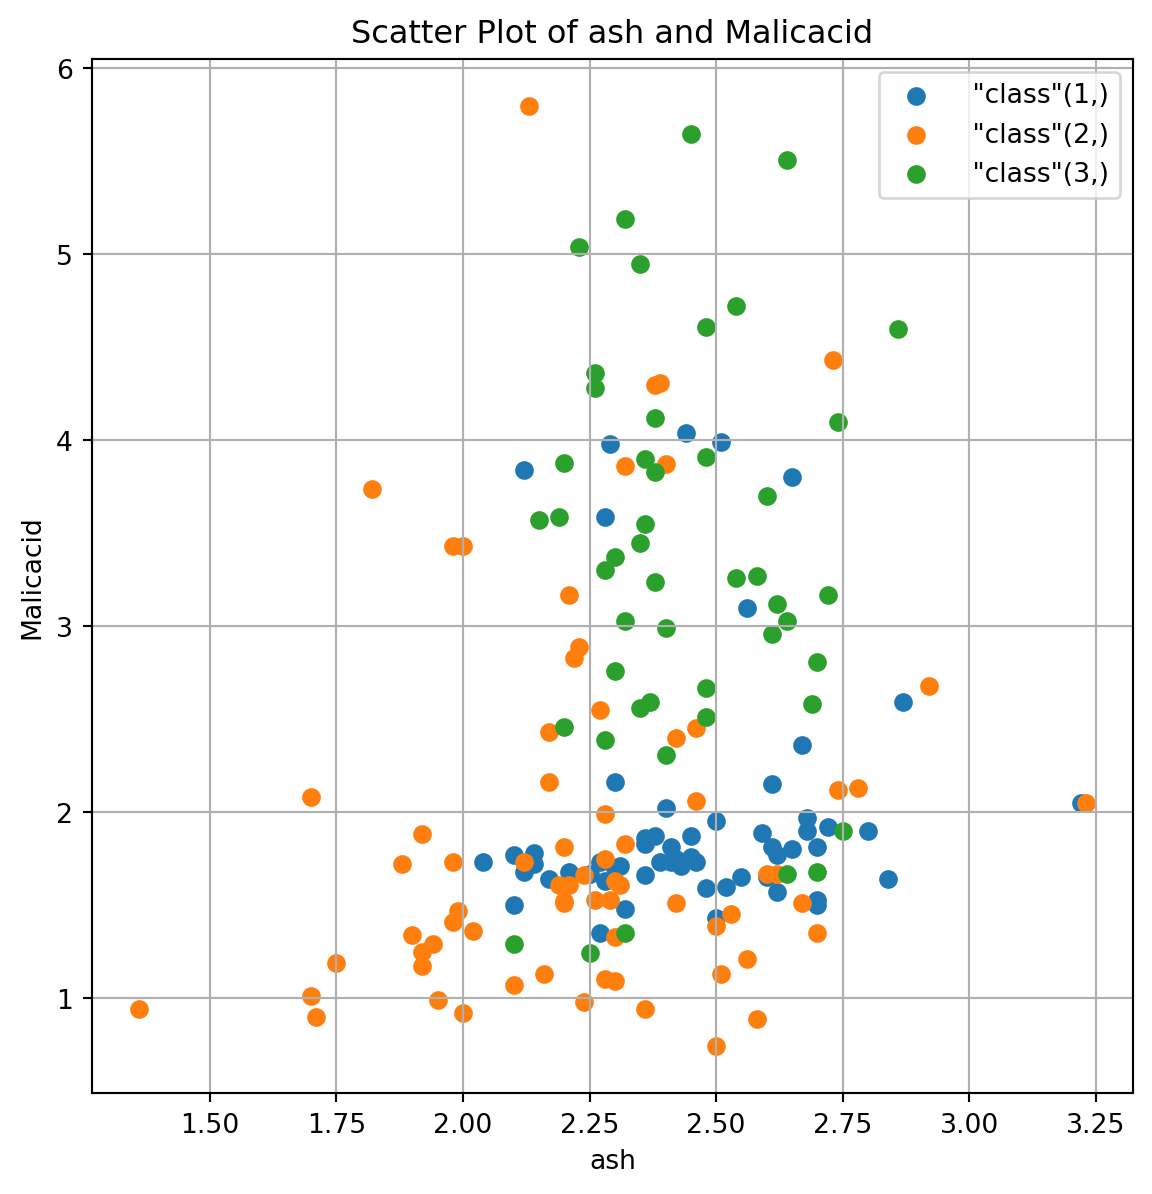 Scatter Plot of ash and Malicacid
"class"(1,)
"class"(2,)
"class"(3,)
6
5
4
3
2
1
Malicacid
1.50 1.75 2.00 2.25 2.50 2.75 3.00 3.25
ash